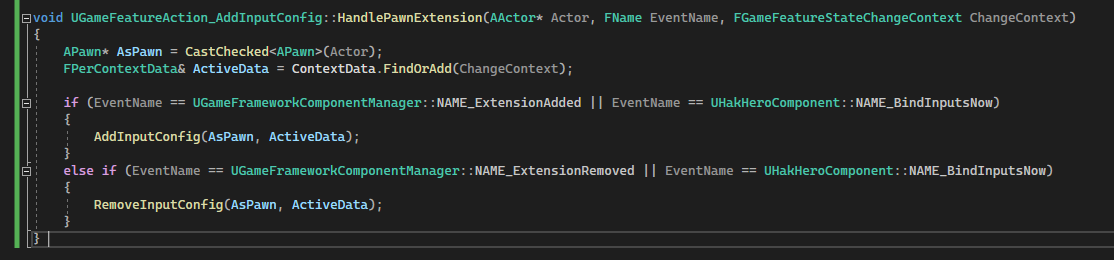 void UGameFeatureAction_AddInputConfig::HandlePawnExtension(AActor* Actor, FName EventName, FGameFeatureStateChangeContext ChangeContext)
{
    APawn* AsPawn = CastChecked<APawn>(Actor);
    FPerContextData& ActiveData = ContextData.FindOrAdd(ChangeContext);

    if (EventName == UGameFrameworkComponentManager::NAME_ExtensionAdded || EventName == UHakHeroComponent::NAME_BindInputsNow)
    {
        AddInputConfig(AsPawn, ActiveData);
    }
    else if (EventName == UGameFrameworkComponentManager::NAME_ExtensionRemoved || EventName == UHakHeroComponent::NAME_BindInputsNow)
    {
        RemoveInputConfig(AsPawn, ActiveData);
    }
}